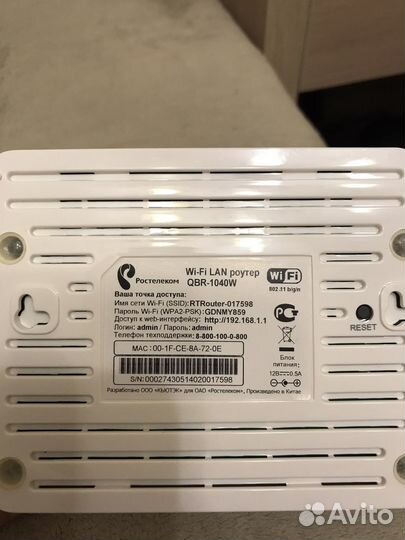 Ростелеком
Wi-Fi LAN роутер
QBR-1040W
WiFi
802.11 b/g/n
Ваша точка доступа:
Имя сети Wi-Fi (SSID): RTRouter-017598
Пароль Wi-Fi (WPA2-PSK): GDNMY859
Доступ к web-интерфейсу: http://192.168.1.1
Логин: admin / Пароль: admin
Телефон техподдержки: 8-800-100-0-800
MAC: 00-1F-CE-8A-72-0E
S/N: 00027430514020017598
Блок питания:
12В 0,5А
Разработано ООО «КЬЮТЭК» для ОАО «Ростелеком», Произведено в Китае
RESET
Avito